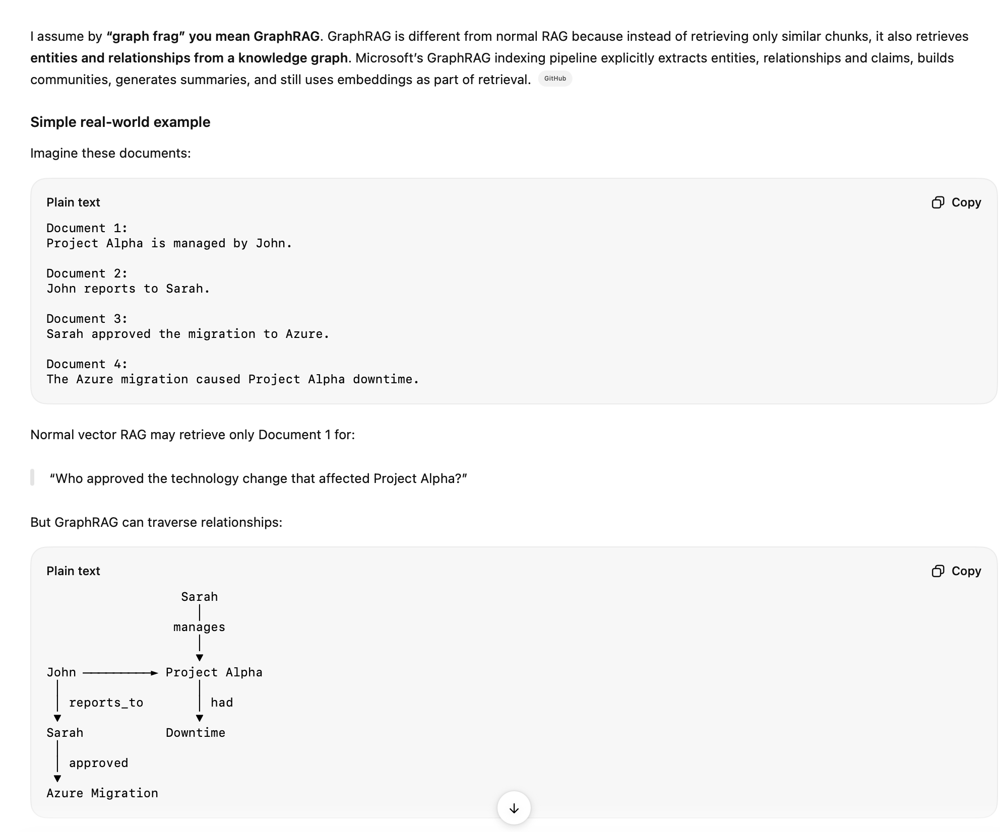 I assume by “graph frag” you mean GraphRAG. GraphRAG is different from normal RAG because instead of retrieving only similar chunks, it also retrieves
entities and relationships from a knowledge graph. Microsoft’s GraphRAG indexing pipeline explicitly extracts entities, relationships and claims, builds
communities, generates summaries, and still uses embeddings as part of retrieval. GitHub
Simple real-world example
Imagine these documents:
Plain text Copy
Document 1:
Project Alpha is managed by John.
Document 2:
John reports to Sarah.
Document 3:
Sarah approved the migration to Azure.
Document 4:
The Azure migration caused Project Alpha downtime.
Normal vector RAG may retrieve only Document 1 for:
“Who approved the technology change that affected Project Alpha?”
But GraphRAG can traverse relationships:
Plain text Copy
Sarah
manages
John Project Alpha
reports_to had
Sarah Downtime
approved
Azure Migration